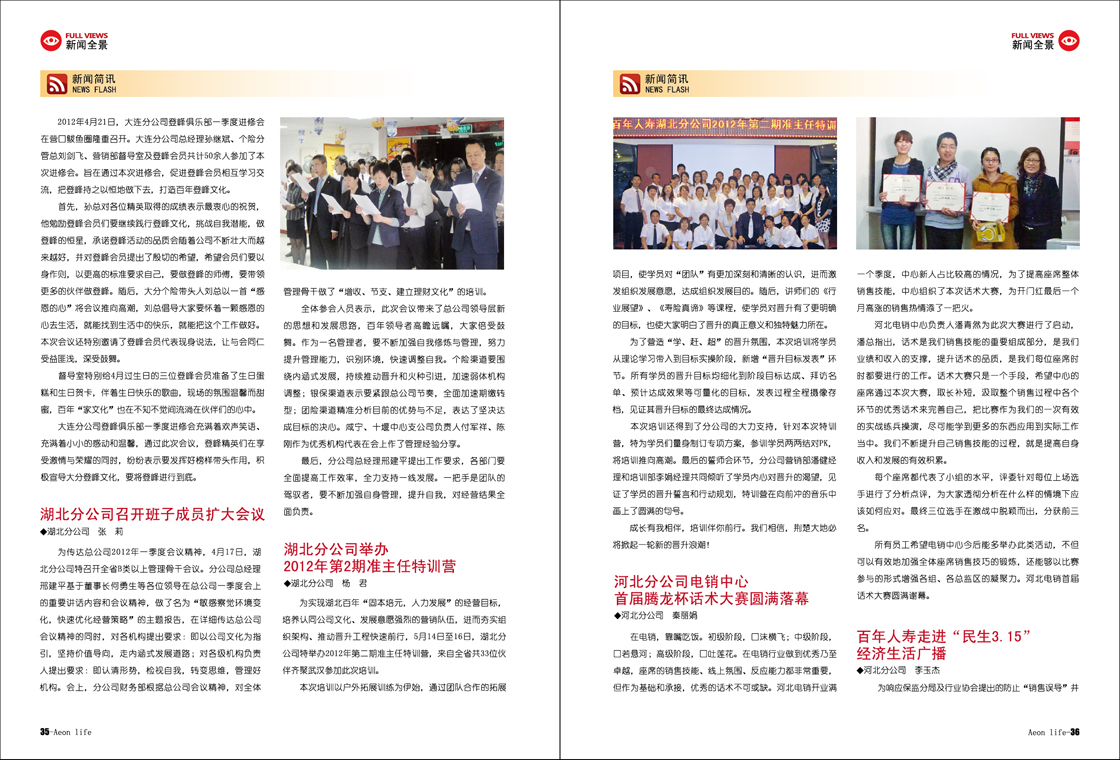 FULL VIEWS
新闻全景
新闻简讯
NEWS FLASH
2012年4月21日，大连分公司登峰俱乐部一季度进修会
在营口鲅鱼圈隆重召开。大连分公司总经理孙继斌、个险分
管总刘剑飞、营销部督导室及登峰会员共计50余人参加了本
次进修会。旨在通过本次进修会，促进登峰会员相互学习交
流，把登峰持之以恒地做下去，打造百年登峰文化。
首先，孙总对各位精英取得的成绩表示最衷心的祝贺，
他勉励登峰会员们要继续践行登峰文化，挑战自我潜能，做
登峰的恒星，承诺登峰活动的品质会随着公司不断壮大而越
来越好，并对登峰会员提出了殷切的希望，希望会员们要以
身作则，以更高的标准要求自己，要做登峰的师傅，要带领
更多的伙伴做登峰。随后，大分个险带头人刘总以一首“感
恩的心”将会议推向高潮，刘总倡导大家要怀着一颗感恩的
心去生活，就能找到生活中的快乐，就能把这个工作做好。
本次会议还特别邀请了登峰会员代表现身说法，让与会同仁
受益匪浅，深受鼓舞。
督导室特别给4月过生日的三位登峰会员准备了生日蛋
糕和生日贺卡，伴着生日快乐的歌曲，现场的氛围温馨而甜
蜜，百年“家文化”也在不知不觉间流淌在伙伴们的心中。
大连分公司登峰俱乐部一季度进修会充满着欢声笑语、
充满着小小的感动和温馨，通过此次会议，登峰精英们在享
受激情与荣耀的同时，纷纷表示要发挥好榜样带头作用，积
极宣导大分登峰文化，要将登峰进行到底。
湖北分公司召开班子成员扩大会议
◆湖北分公司 张 莉
为传达总公司2012年一季度会议精神，4月17日，湖
北分公司特召开全省B类以上管理骨干会议。分公司总经理
邢建平基于董事长何勇生等各位领导在总公司一季度会上
的重要讲话内容和会议精神，做了名为“敏感察觉环境变
化，快速优化经营策略”的主题报告，在详细传达总公司
会议精神的同时，对各机构提出要求：即以公司文化为指
引，坚持价值导向，走内涵式发展道路；对各级机构负责
人提出要求：即认清形势，检视自我，转变思维，管理好
机构。会上，分公司财务部根据总公司会议精神，对全体
管理骨干做了“增收、节支、建立理财文化”的培训。
全体参会人员表示，此次会议带来了总公司领导层新
的思想和发展思路，百年领导者高瞻远瞩，大家倍受鼓
舞。作为一名管理者，要不断加强自我修炼与管理，努力
提升管理能力，识别环境，快速调整自我。个险渠道要围
绕内涵式发展，持续推动晋升和火种引进，加速弱体机构
调整；银保渠道表示要紧跟总公司节奏，全面加速期缴转
型；团险渠道精准分析目前的优势与不足，表达了坚决达
成目标的决心。咸宁、十堰中心支公司负责人付军祥、陈
刚作为优秀机构代表在会上作了管理经验分享。
最后，分公司总经理邢建平提出工作要求，各部门要
全面提高工作效率，全力支持一线发展。一把手是团队的
驾驭者，要不断加强自身管理，提升自我，对经营结果全
面负责。
湖北分公司举办
2012年第2期准主任特训营
◆湖北分公司 杨 君
为实现湖北百年“固本培元，人力发展”的经营目标，
培养认同公司文化、发展意愿强烈的营销队伍，进而夯实组
织架构、推动晋升工程快速前行，5月14日至16日，湖北分
公司特举办2012年第二期准主任特训营，来自全省共33位伙
伴齐聚武汉参加此次培训。
本次培训以户外拓展训练为伊始，通过团队合作的拓展
35-Aeon life
FULL VIEWS
新闻全景
新闻简讯
NEWS FLASH
百年人寿湖北分公司2012年第二期准主任特训
项目，使学员对“团队”有更加深刻和清晰的认识，进而激
发组织发展意愿，达成组织发展目的。随后，讲师们的《行
业展望》、《寿险真谛》等课程，使学员对晋升有了更明确
的目标，也使大家明白了晋升的真正意义和独特魅力所在。
为了营造“学、赶、超”的晋升氛围，本次培训将学员
从理论学习带入到目标实操阶段，新增“晋升目标发表”环
节。所有学员的晋升目标均细化到阶段目标达成、拜访名
单、预计达成效果等可量化的目标，发表过程全程摄像存
档，见证其晋升目标的最终达成情况。
本次培训还得到了分公司的大力支持，针对本次特训
营，特为学员们量身制订专项方案，参训学员两两结对PK，
将培训推向高潮。最后的誓师会环节，分公司营销部潘健经
理和培训部李娟经理共同倾听了学员内心对晋升的渴望，见
证了学员的晋升誓言和行动规划，特训营在向前冲的音乐中
画上了圆满的句号。
成长有我相伴，培训伴你前行。我们相信，荆楚大地必
将掀起一轮新的晋升浪潮！
河北分公司电销中心
首届腾龙杯话术大赛圆满落幕
◆河北分公司 秦丽娟
在电销，靠嘴吃饭。初级阶段，口沫横飞；中级阶段，
口若悬河；高级阶段，口吐莲花。在电销行业做到优秀乃至
卓越，座席的销售技能、线上氛围、反应能力都非常重要，
但作为基础和承接，优秀的话术不可或缺。河北电销开业满
一个季度，中心新人占比较高的情况，为了提高座席整体
销售技能，中心组织了本次话术大赛，为开门红最后一个
月高涨的销售热情添了一把火。
河北电销中心负责人潘菁然为此次大赛进行了启动，
潘总指出，话术是我们销售技能的重要组成部分，是我们
业绩和收入的支撑，提升话术的品质，是我们每位座席时
时都要进行的工作。话术大赛只是一个手段，希望中心的
座席通过本次大赛，取长补短，汲取整个销售过程中各个
环节的优秀话术来完善自己，把比赛作为我们的一次有效
的实战练兵操演，尽可能学到更多的东西应用到实际工作
当中。我们不断提升自己销售技能的过程，就是提高自身
收入和发展的有效积累。
每个座席都代表了小组的水平，评委针对每位上场选
手进行了分析点评，为大家透彻分析在什么样的情境下应
该如何应对。最终三位选手在激战中脱颖而出，分获前三
名。
所有员工希望电销中心今后能多举办此类活动，不但
可以有效地加强全体座席销售技巧的锻炼，还能够以比赛
参与的形式增强各组、各总监区的凝聚力。河北电销首届
话术大赛圆满谢幕。
百年人寿走进“民生3.15”
经济生活广播
◆河北分公司 李玉杰
为响应保监分局及行业协会提出的防止“销售误导”并
Aeon life-36